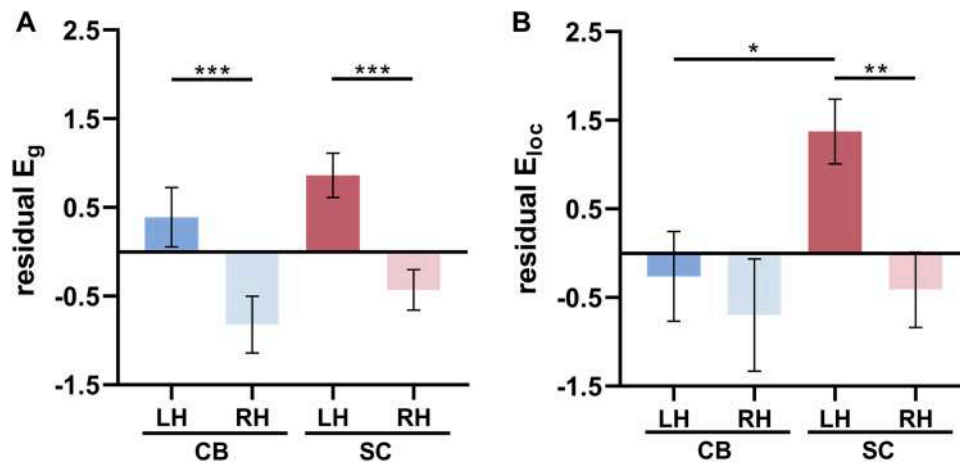 A
residual Eg
2.5
1.5
0.5
-0.5
-1.5
***
***
LH RH LH RH
CB SC
B
residual Eloc
2.5
1.5
0.5
-0.5
-1.5
*
**
LH RH LH RH
CB SC